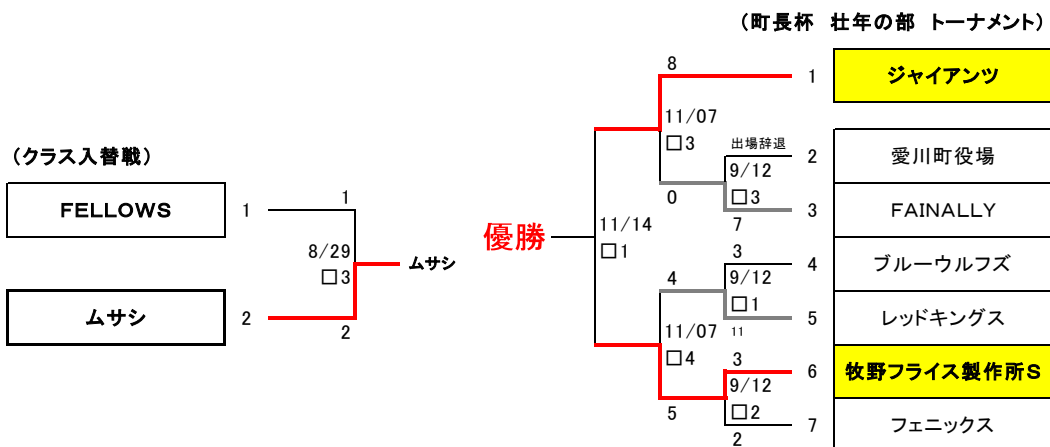 (町長杯 壮年の部 トーナメント)
8
1
ジャイアンツ
11/07
□3
出場辞退
2
愛川町役場
9/12
□3
0
7
3
FAINALLY
(クラス入替戦)
FELLOWS
1
1
8/29
□3
ムサシ
ムサシ
2
2
優勝
11/14
□1
3
4
ブルーウルフズ
4
9/12
□1
11
5
レッドキングス
11/07
□4
3
6
牧野フライス製作所S
9/12
□2
5
2
7
フェニックス